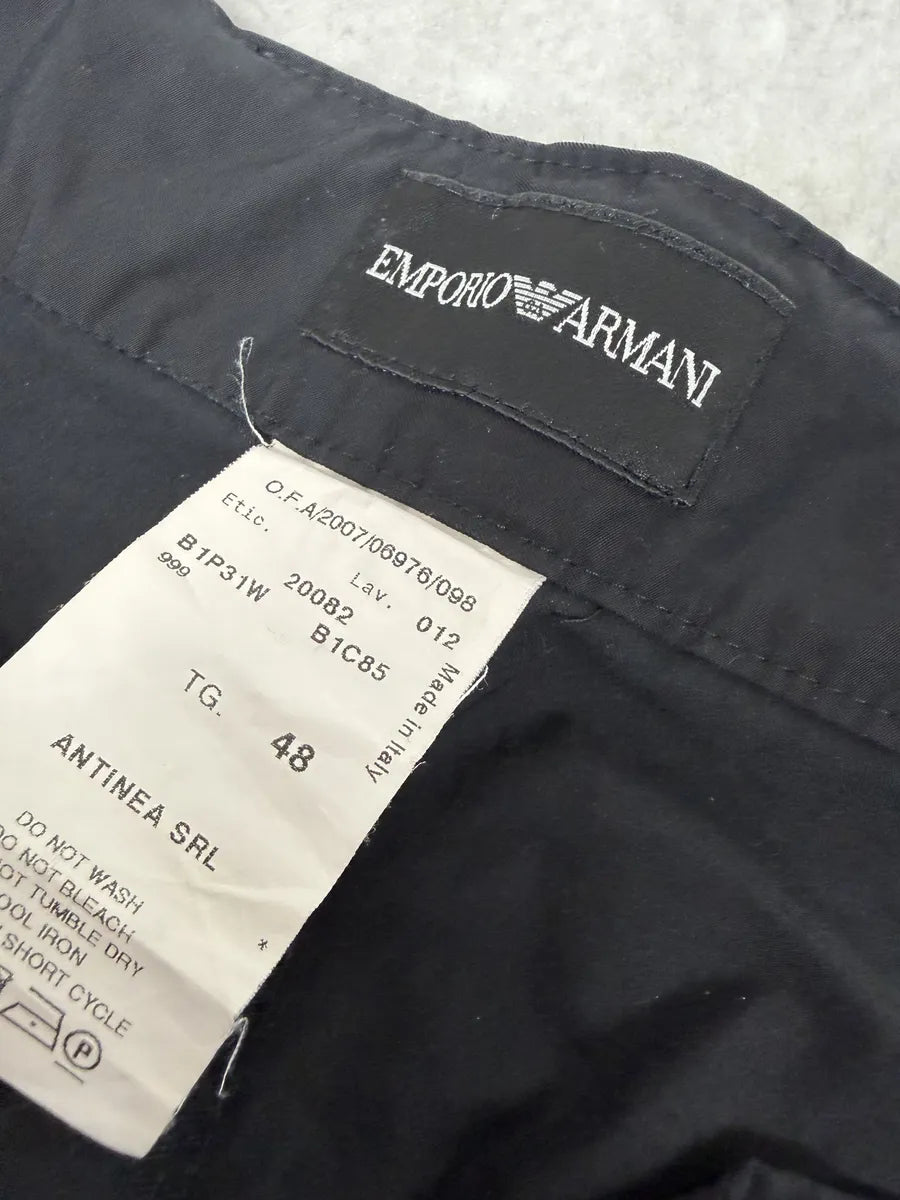 EMPORIO ARMANI
O.F.A/2007/06976/098
Etic. Lav. 012
B1P31W 20082
999 B1C85
Made in Italy
TG. 48
ANTINEA SRL
DO NOT WASH
DO NOT BLEACH
NOT TUMBLE DRY
COOL IRON
SHORT CYCLE
P
*